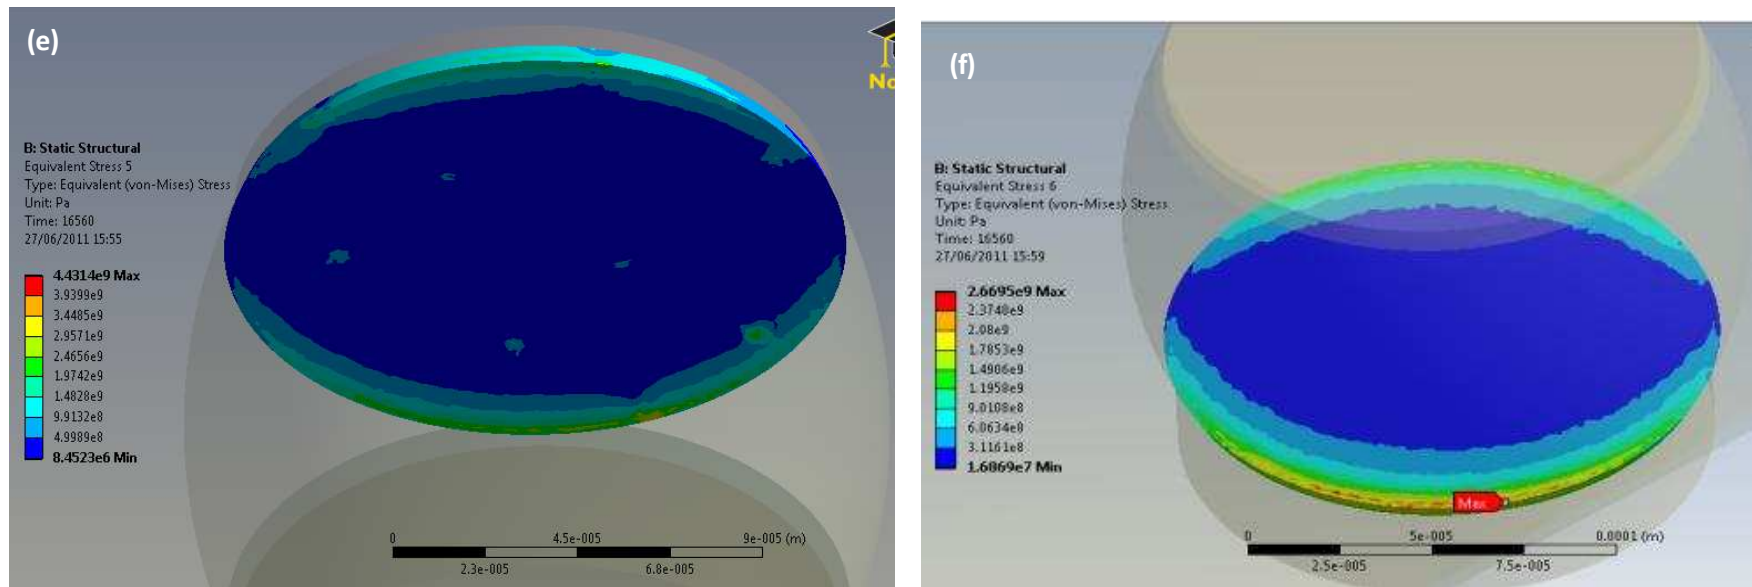 (e)
No
B: Static Structural
Equivalent Stress 5
Type: Equivalent (von-Mises) Stress
Unit: Pa
Time: 16560
27/06/2011 15:55
4.4314e9 Max
3.9399e9
3.4485e9
2.9571e9
2.4656e9
1.9742e9
1.4828e9
9.9132e8
4.9989e8
8.4523e6 Min
0 4.5e-005 9e-005 (m)
2.3e-005 6.8e-005
(f)
B: Static Structural
Equivalent Stress 6
Type: Equivalent (von-Mises) Stress
Unit: Pa
Time: 16560
27/06/2011 15:59
2.6695e9 Max
2.3748e9
2.08e9
1.7853e9
1.4906e9
1.1958e9
9.0108e8
6.0634e8
3.1161e8
1.6869e7 Min
Max
0 5e-005 0.0001 (m)
2.5e-005 7.5e-005